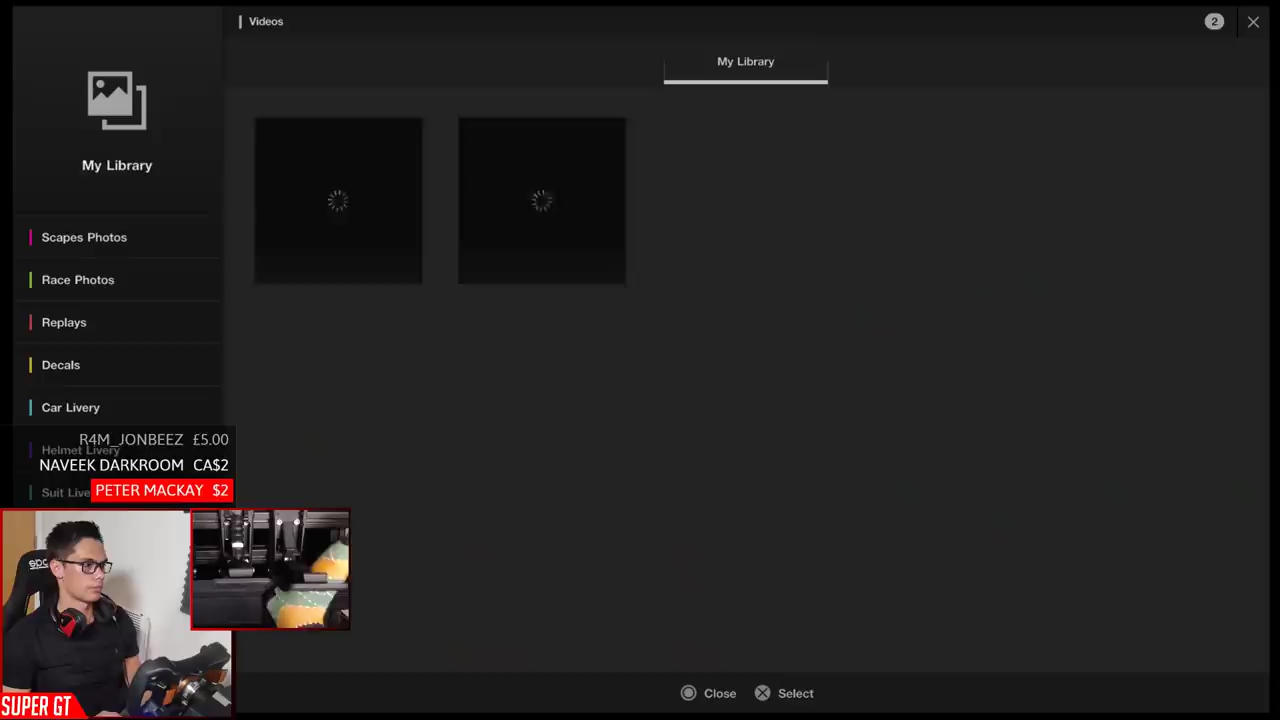 Videos
2
My Library
My Library
Scapes Photos
Race Photos
Replays
Decals
Car Livery
Helmet Livery
R4M_JONBEEZ £5.00
NAVEEK DARKROOM CA$2
Suit Live
PETER MACKAY $2
SUPER GT
Close
Select